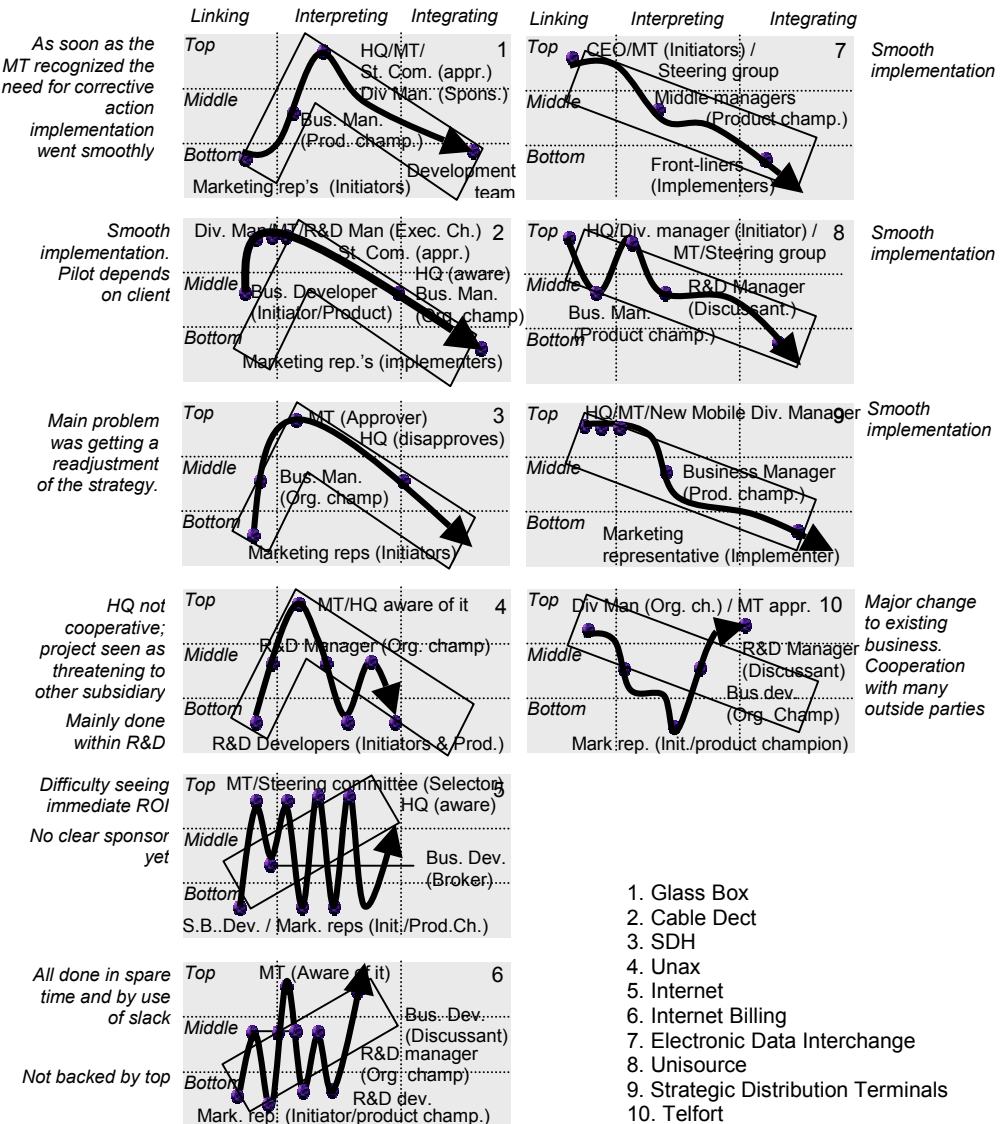 Linking Interpreting Integrating
As soon as the
MT recognized the
need for corrective
action
implementation
went smoothly
Top
Middle
Bottom
1
HQ/MT/
St. Com. (appr.)
Div Man. (Spons.)
Bus. Man.
(Prod. champ.)
Marketing rep's (Initiators)
Development
team
Smooth
implementation.
Pilot depends
on client
Div. Man/MT/R&D Man (Exec. Ch.) 2
St. Com. (appr.)
HQ (aware)
Middle
Bus. Developer
(Initiator/Product)
Bus. Man.
(Org. champ)
Bottom
Marketing rep.'s (implementers)
Main problem
was getting a
readjustment
of the strategy.
Top
Middle
Bottom
3
MT (Approver)
HQ (disapproves)
Bus. Man.
(Org. champ)
Marketing reps (Initiators)
HQ not
cooperative;
project seen as
threatening to
other subsidiary
Mainly done
within R&D
Top
Middle
Bottom
MT/HQ aware of it 4
R&D Manager (Org. champ)
R&D Developers (Initiators & Prod.)
Difficulty seeing
immediate ROI
No clear sponsor
yet
Top
Middle
Bottom
MT/Steering committee (Selector)
5
HQ (aware)
Bus. Dev.
(Broker)
S.B..Dev. / Mark. reps (Init./Prod.Ch.)
All done in spare
time and by use
of slack
Not backed by top
Top
Middle
Bottom
MT (Aware of it) 6
Bus. Dev.
(Discussant)
R&D manager
(Org champ)
R&D dev.
Mark. rep. (Initiator/product champ.)
Linking Interpreting Integrating
Top
Middle
Bottom
CEO/MT (Initiators) / 7
Steering group
Middle managers
(Product champ.)
Front-liners
(Implementers)
Smooth
implementation
Top
Middle
Bottom
HQ/Div. manager (Initiator) / 8
MT/Steering group
R&D Manager
(Discussant.)
Bus. Man.
(Product champ.)
Smooth
implementation
Top
Middle
Bottom
HQ/MT/New Mobile Div. Manager
9
Business Manager
(Prod. champ.)
Marketing
representative (Implementer)
Smooth
implementation
Top
Middle
Bottom
Div Man (Org. ch.) / MT appr. 10
R&D Manager
(Discussant)
Bus dev.
(Org. Champ)
Mark rep. (Init./product champion)
Major change
to existing
business.
Cooperation
with many
outside parties
1. Glass Box
2. Cable Dect
3. SDH
4. Unax
5. Internet
6. Internet Billing
7. Electronic Data Interchange
8. Unisource
9. Strategic Distribution Terminals
10. Telfort